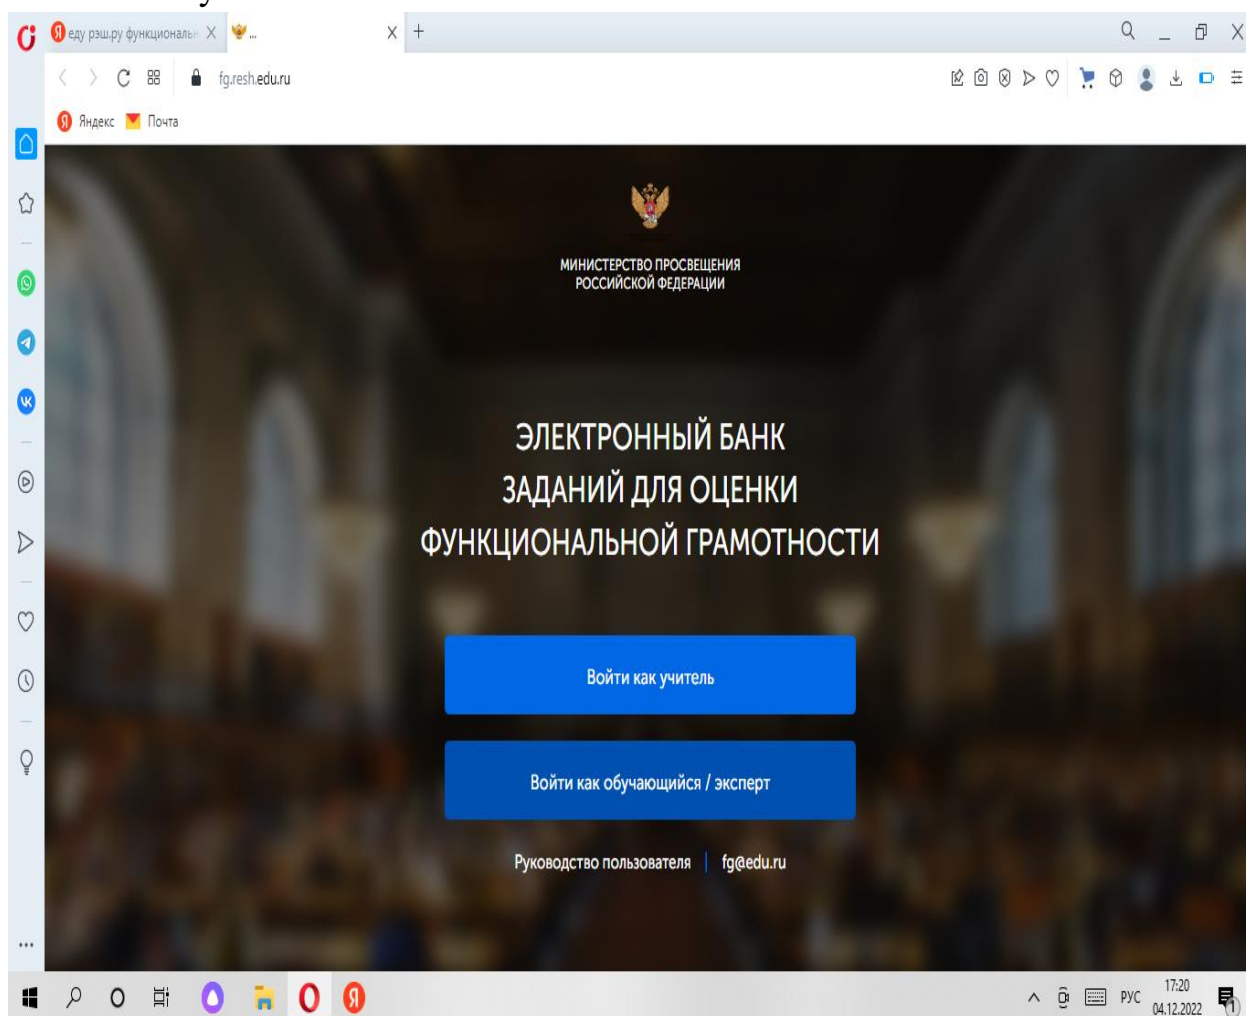 еду рэш.ру функциональн
...
fg.resh.edu.ru
Яндекс
Почта
МИНИСТЕРСТВО ПРОСВЕЩЕНИЯ
РОССИЙСКОЙ ФЕДЕРАЦИИ
ЭЛЕКТРОННЫЙ БАНК
ЗАДАНИЙ ДЛЯ ОЦЕНКИ
ФУНКЦИОНАЛЬНОЙ ГРАМОТНОСТИ
Войти как учитель
Войти как обучающийся / эксперт
Руководство пользователя | fg@edu.ru
РУС
17:20
04.12.2022
1